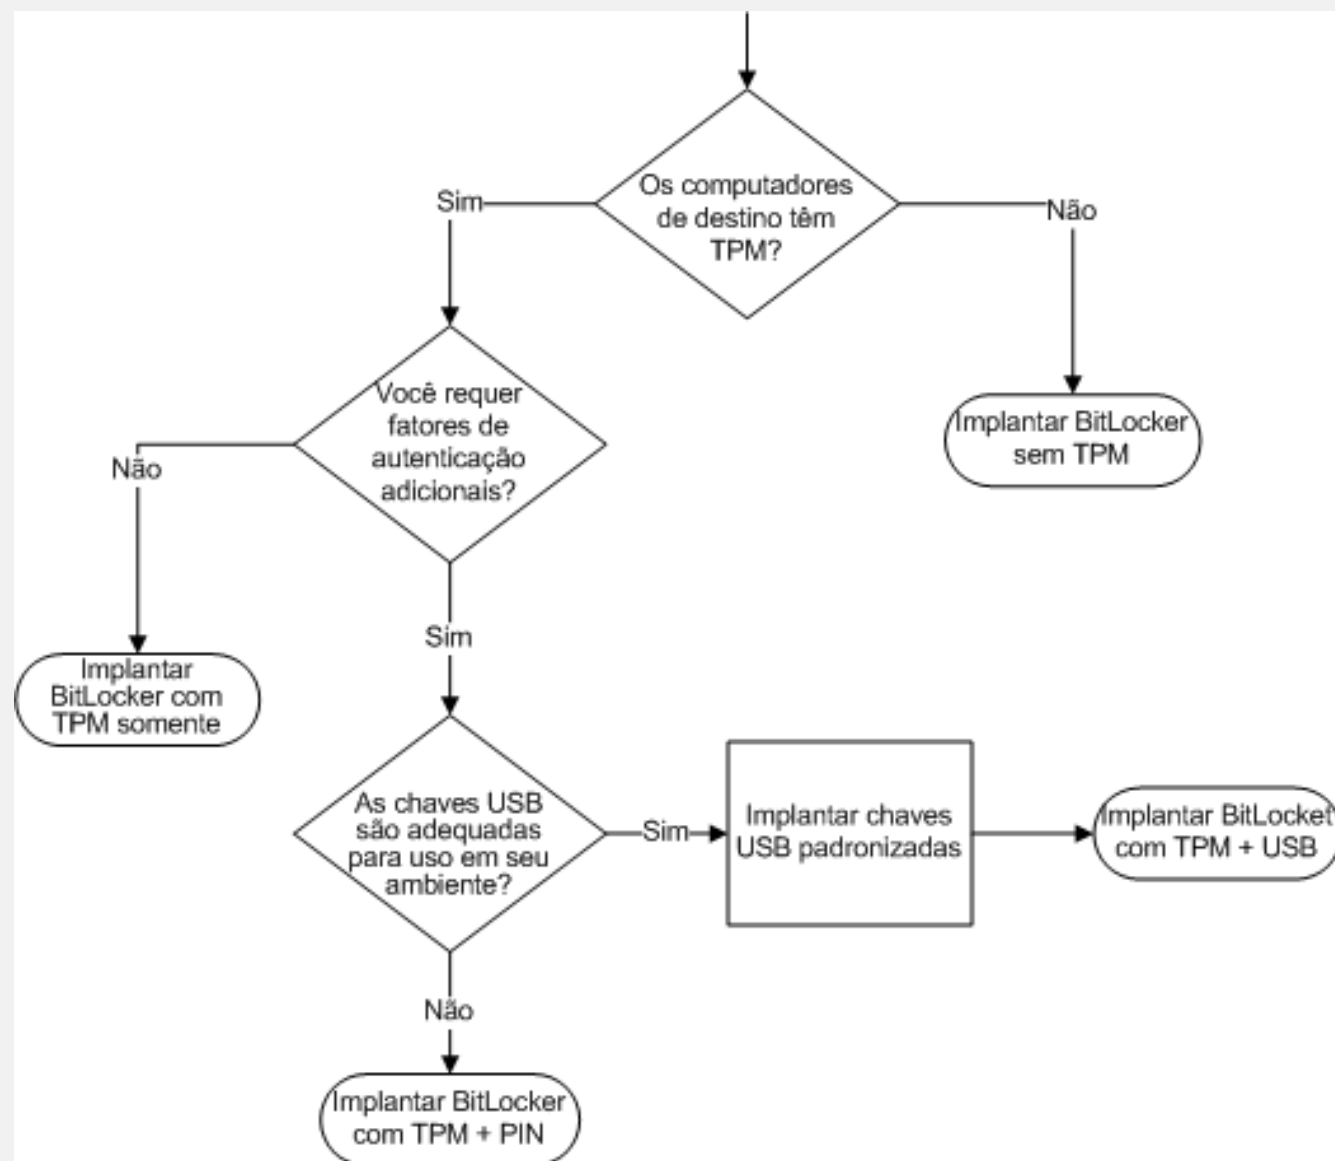 Os computadores
de destino têm
TPM?
Sim
Não
Você requer
fatores de
autenticação
adicionais?
Implantar BitLocker
sem TPM
Não
Sim
Implantar
BitLocker com
TPM somente
As chaves USB
são adequadas
para uso em seu
ambiente?
Sim
Implantar chaves
USB padronizadas
Implantar BitLocket
com TPM + USB
Não
Implantar BitLocker
com TPM + PIN